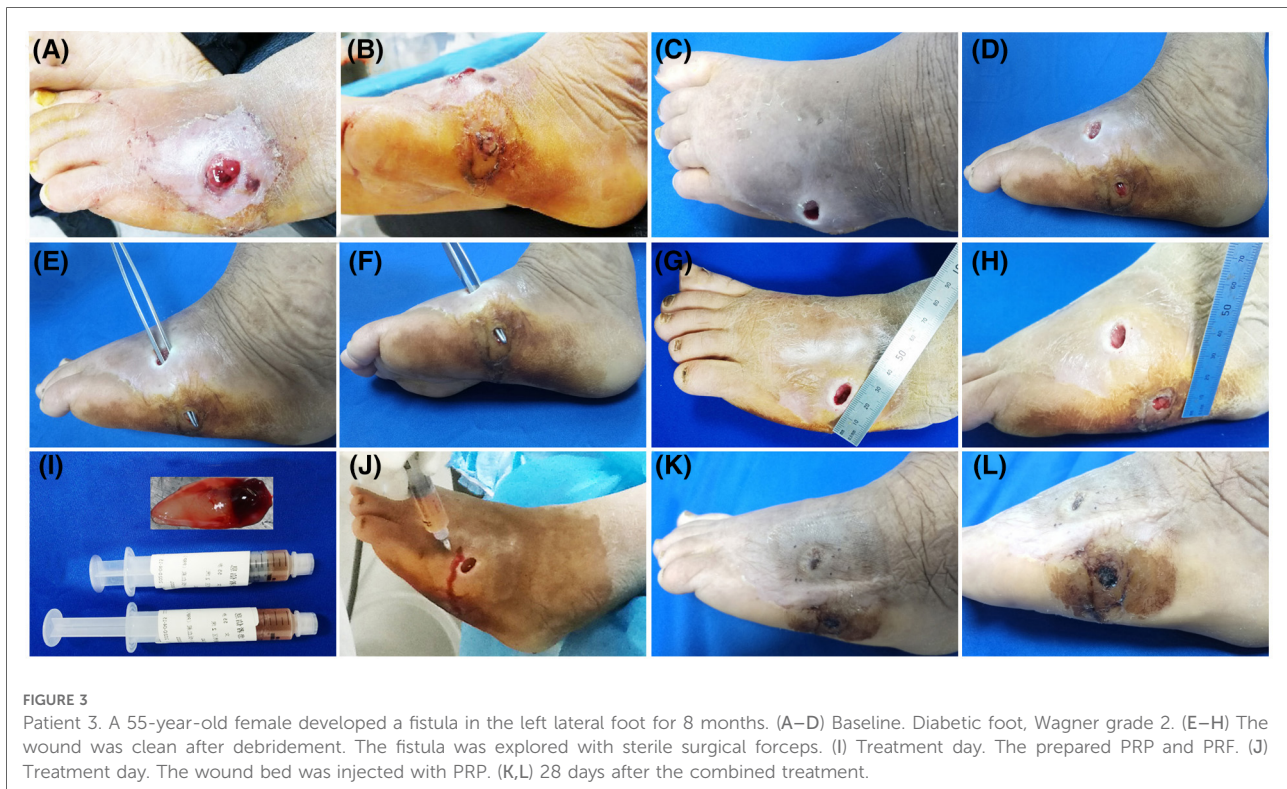 (A)
(B)
(C)
(D)
(E)
(F)
(G)
(H)
(I)
(J)
(K)
(L)
FIGURE 3
Patient 3. A 55-year-old female developed a fistula in the left lateral foot for 8 months. (A–D) Baseline. Diabetic foot, Wagner grade 2. (E–H) The
wound was clean after debridement. The fistula was explored with sterile surgical forceps. (I) Treatment day. The prepared PRP and PRF. (J)
Treatment day. The wound bed was injected with PRP. (K,L) 28 days after the combined treatment.